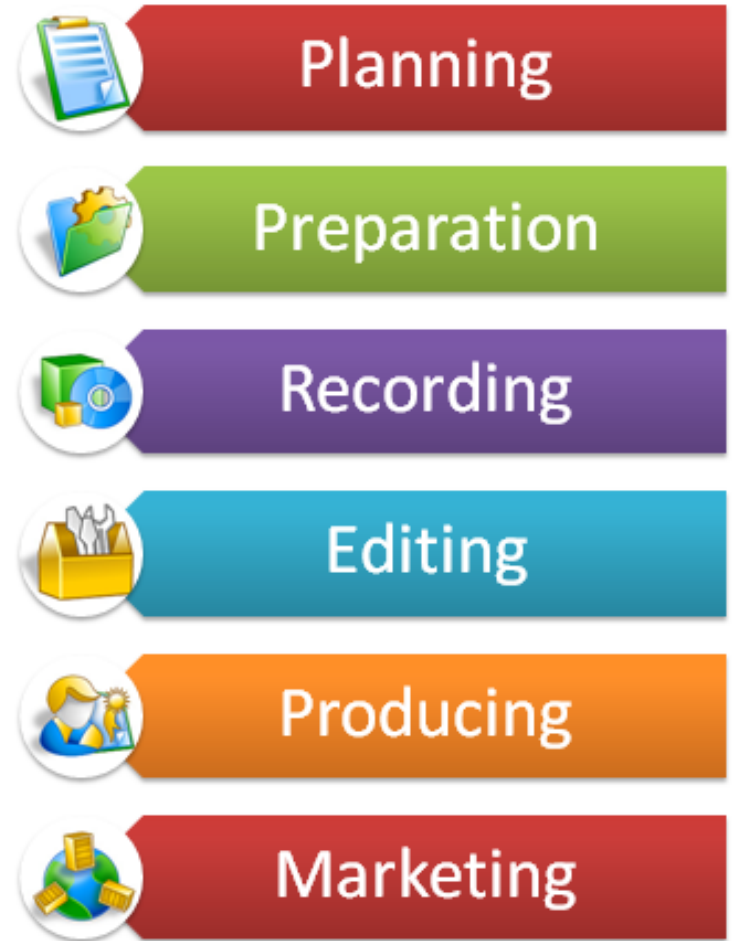 Planning
Preparation
Recording
Editing
Producing
Marketing